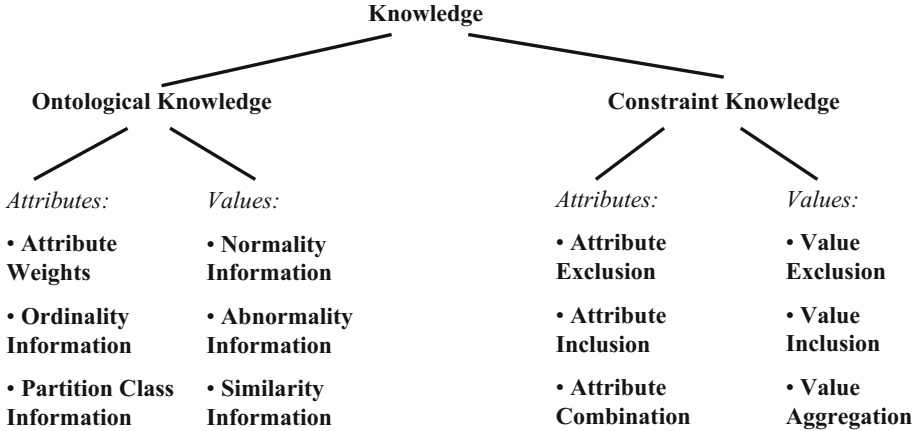 Knowledge
Ontological Knowledge
Constraint Knowledge
Attributes:
• Attribute
Weights
• Ordinality
Information
• Partition Class
Information
Values:
• Normality
Information
• Abnormality
Information
• Similarity
Information
Attributes:
• Attribute
Exclusion
• Attribute
Inclusion
• Attribute
Combination
Values:
• Value
Exclusion
• Value
Inclusion
• Value
Aggregation